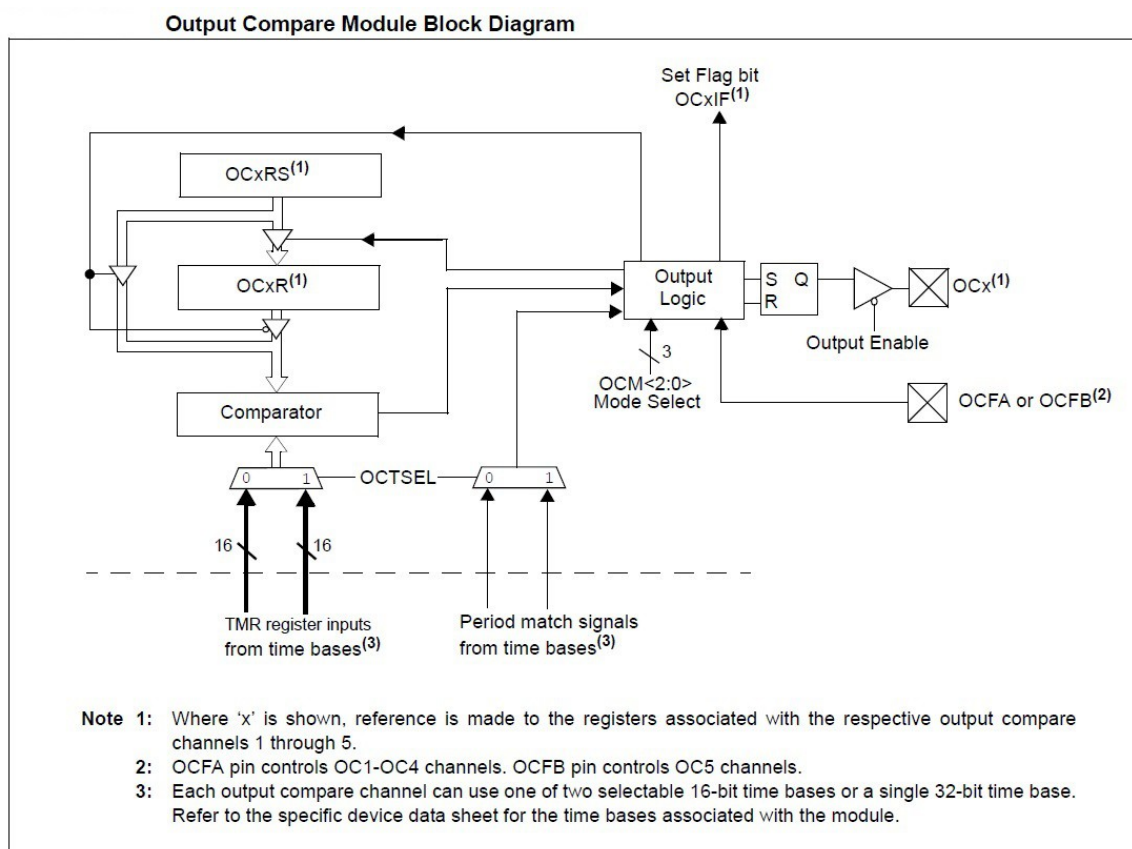 Output Compare Module Block Diagram
Set Flag bit
OCxIF(1)
OCxRS(1)
OCxR(1)
Output
Logic
S Q
R
OCx(1)
Output Enable
3
OCM<2:0>
Mode Select
OCFA or OCFB(2)
Comparator
0 1
OCTSEL
0 1
16
16
TMR register inputs
from time bases(3)
Period match signals
from time bases(3)
Note 1: Where ‘x’ is shown, reference is made to the registers associated with the respective output compare
channels 1 through 5.
2: OCFA pin controls OC1-OC4 channels. OCFB pin controls OC5 channels.
3: Each output compare channel can use one of two selectable 16-bit time bases or a single 32-bit time base.
Refer to the specific device data sheet for the time bases associated with the module.